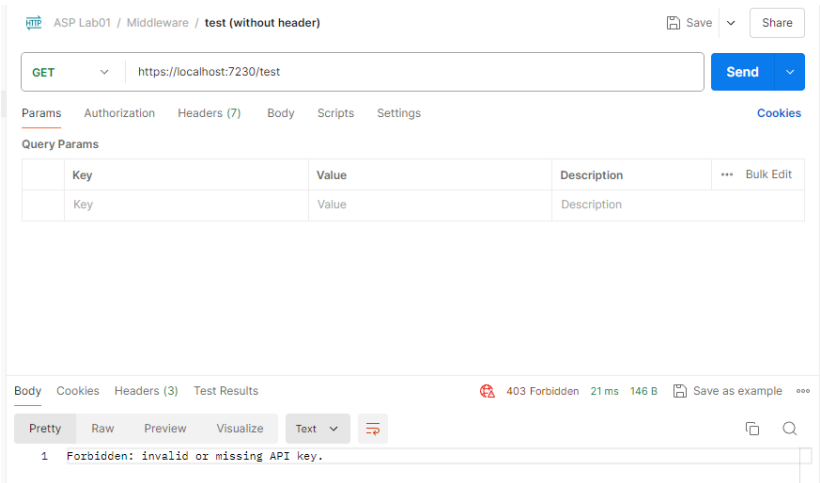 HTTP ASP Lab01 / Middleware / test (without header) Save Share
GET https://localhost:7230/test Send
Params Authorization Headers (7) Body Scripts Settings Cookies
Query Params
Key Value Description ••• Bulk Edit
Key Value Description
Body Cookies Headers (3) Test Results 403 Forbidden 21 ms 146 B Save as example
Pretty Raw Preview Visualize Text
1 Forbidden: invalid or missing API key.